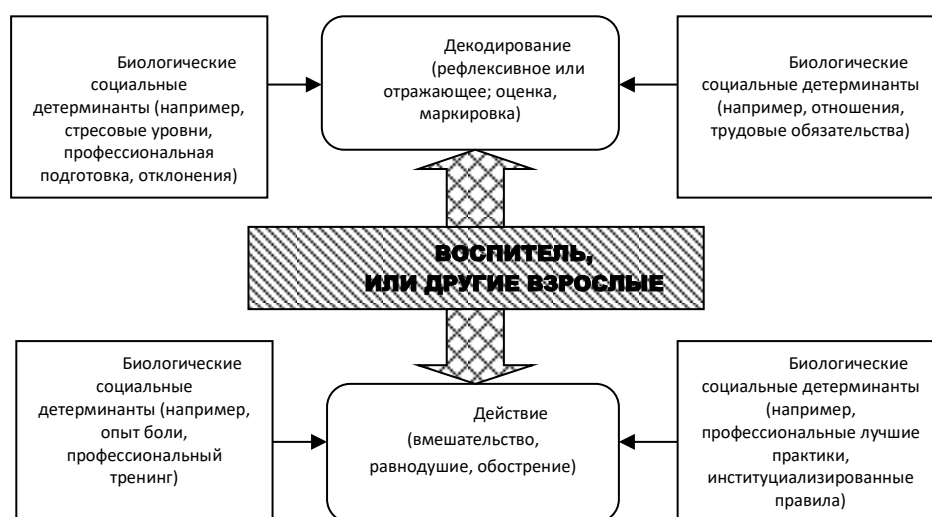 Биологические
социальные
детерминанты (например,
стрессовые уровни,
профессиональная
подготовка, отклонения)
Декодирование
(рефлексивное или
отражающее; оценка,
маркировка)
Биологические
социальные детерминанты
(например, отношения,
трудовые обязательства)
ВОСПИТЕЛЬ,
ИЛИ ДРУГИЕ ВЗРОСЛЫЕ
Биологические
социальные
детерминанты (например,
опыт боли,
профессиональный
тренинг)
Действие
(вмешательство,
равнодушие, обострение)
Биологические
социальные детерминанты
(например,
профессиональные лучшие
практики,
институциализированные
правила)